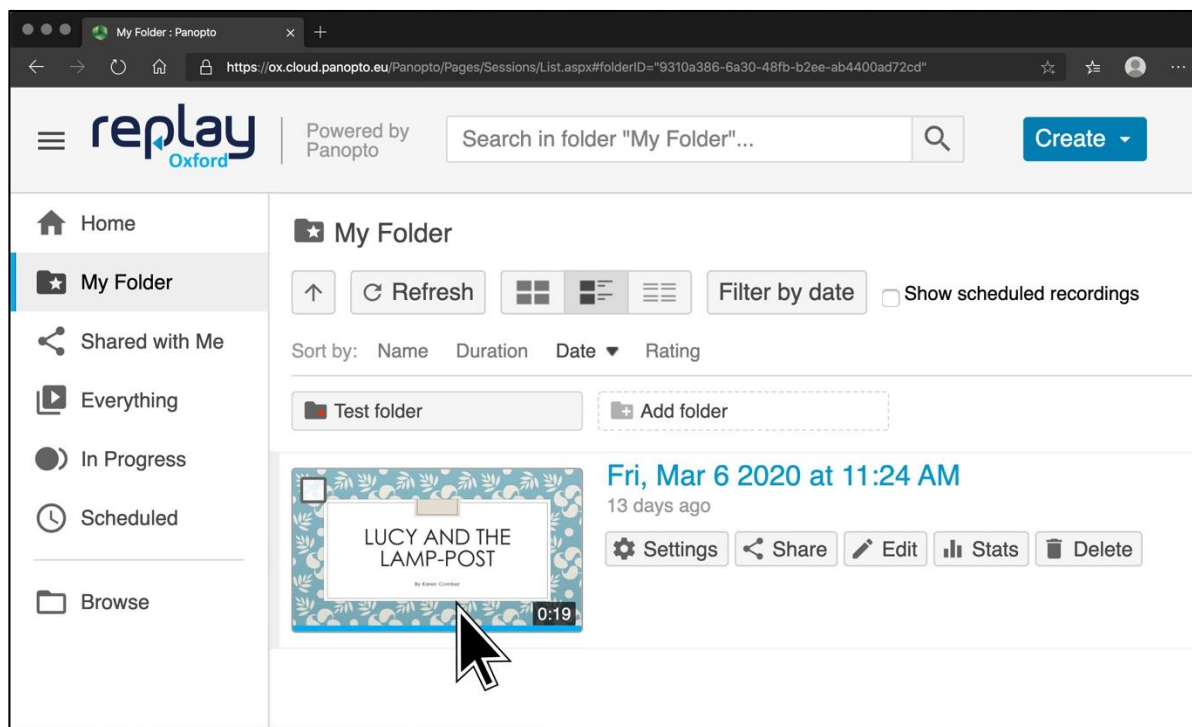 My Folder : Panopto
https://ox.cloud.panopto.eu/Panopto/Pages/Sessions/List.aspx#folderID="9310a386-6a30-48fb-b2ee-ab4400ad72cd"
replay
Oxford
Powered by
Panopto
Search in folder "My Folder"...
Create
Home
My Folder
Shared with Me
Everything
In Progress
Scheduled
Browse
My Folder
Refresh
Filter by date
Show scheduled recordings
Sort by: Name Duration Date Rating
Test folder
Add folder
LUCY AND THE
LAMP-POST
By Karen Comber
0:19
Fri, Mar 6 2020 at 11:24 AM
13 days ago
Settings Share Edit Stats Delete